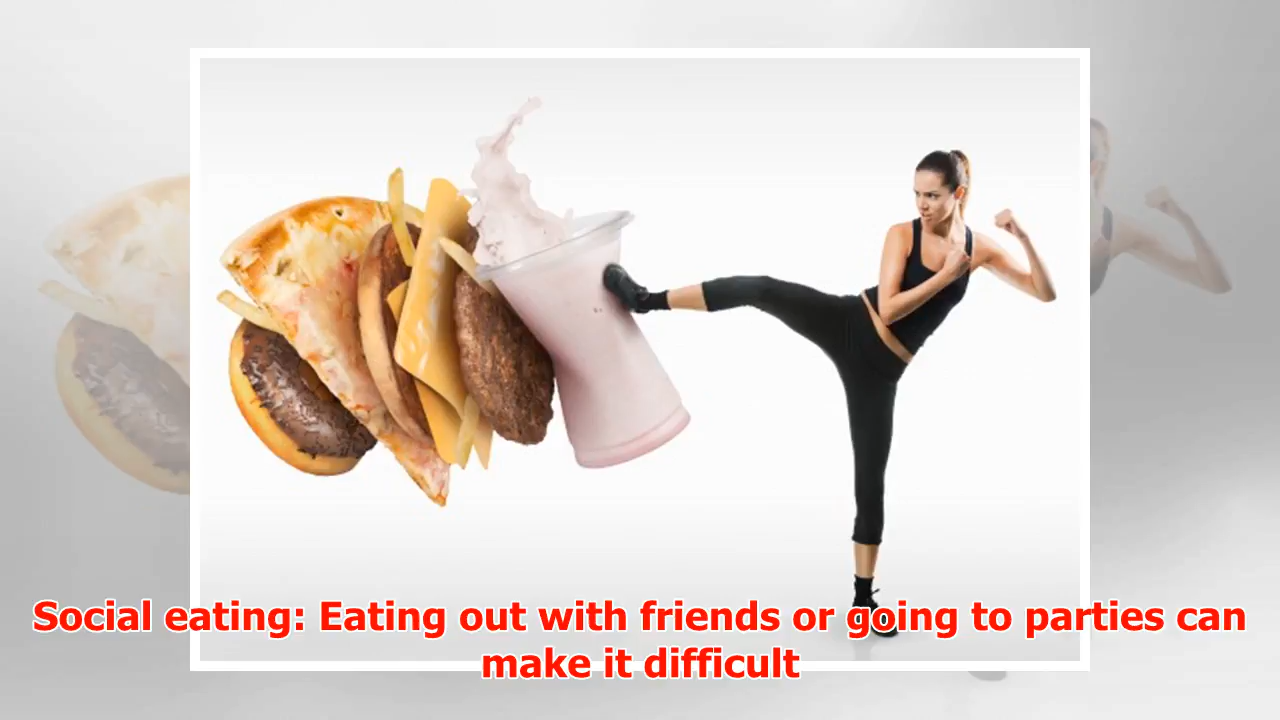 Social eating: Eating out with friends or going to parties can
make it difficult